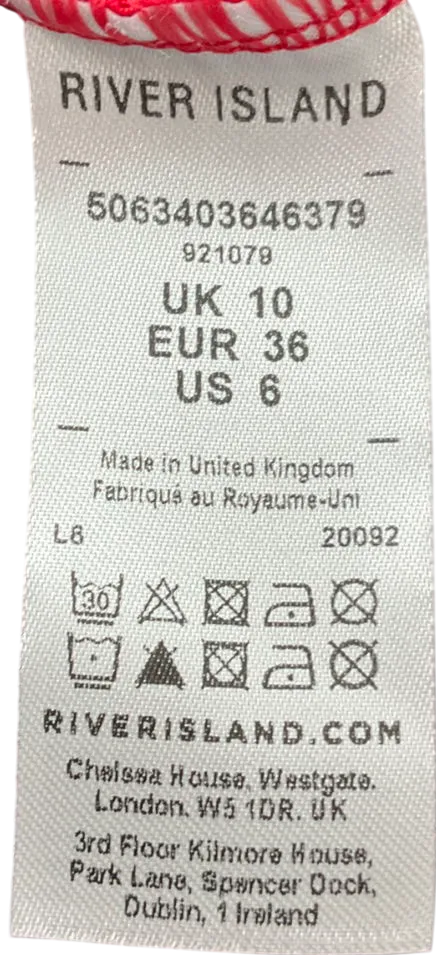 RIVER ISLAND
5063403646379
921079
UK 10
EUR 36
US 6
Made in United Kingdom
Fabriqué au Royaume-Uni
L8 20092
30
RIVERISLAND.COM
Chelsea House, Westgate.
London. W5 1DR. UK
3rd Floor Kilmore House,
Park Lane, Spencer Dock,
Dublin, 1 Ireland